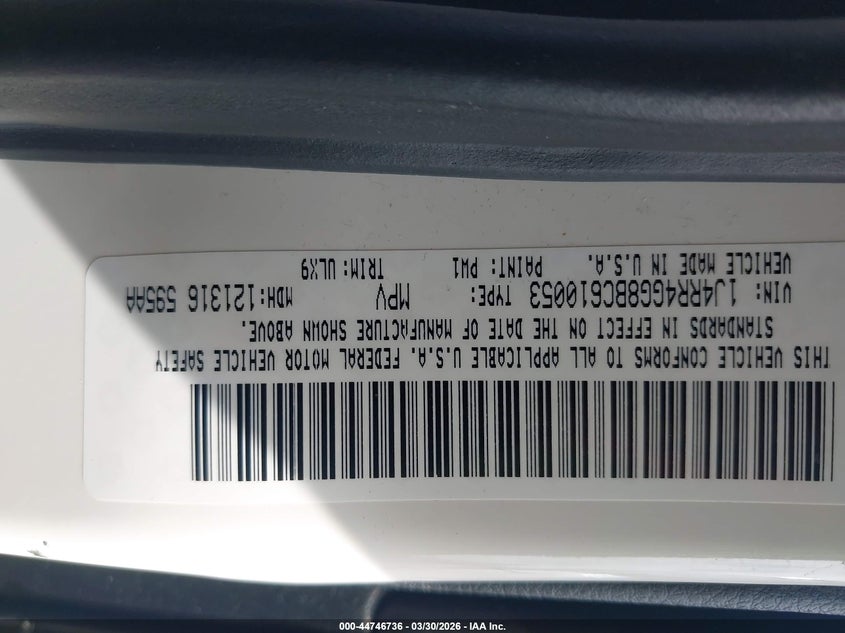 THIS VEHICLE CONFORMS TO ALL APPLICABLE U.S.A. FEDERAL MOTOR VEHICLE SAFETY
STANDARDS IN EFFECT ON THE DATE OF MANUFACTURE SHOWN ABOVE.
VIN: 1J4RR4GG8BC610053 TYPE: MPV MDH:121316 595AA
VEHICLE MADE IN U.S.A. PAINT: PW1 TRIM:ULX9
000-44746736 - 03/30/2026 - IAA Inc.